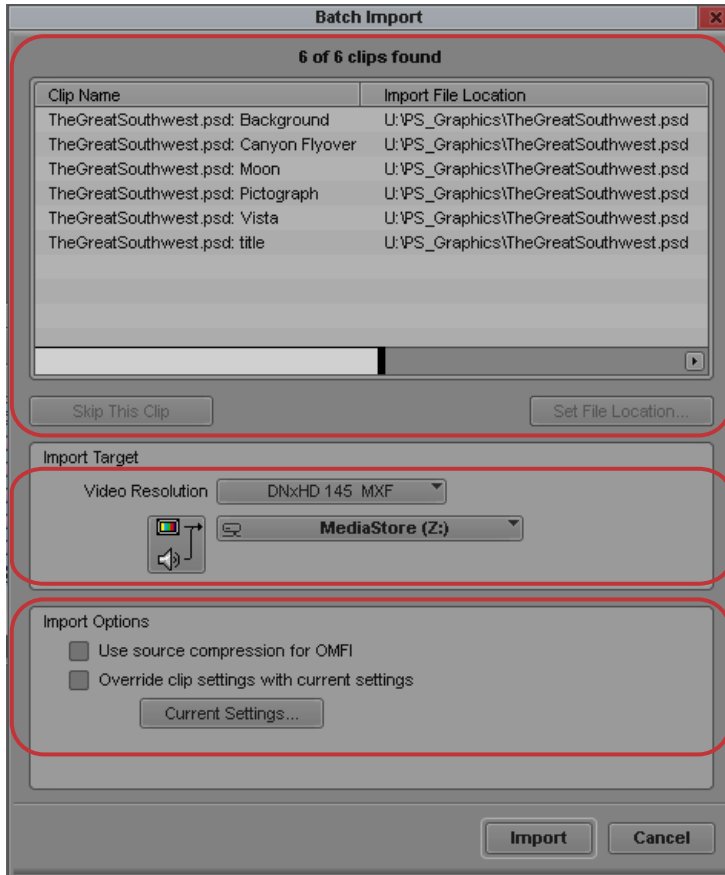 Batch Import
6 of 6 clips found
Clip Name Import File Location
TheGreatSouthwest.psd: Background U:\PS_Graphics\TheGreatSouthwest.psd
TheGreatSouthwest.psd: Canyon Flyover U:\PS_Graphics\TheGreatSouthwest.psd
TheGreatSouthwest.psd: Moon U:\PS_Graphics\TheGreatSouthwest.psd
TheGreatSouthwest.psd: Pictograph U:\PS_Graphics\TheGreatSouthwest.psd
TheGreatSouthwest.psd: Vista U:\PS_Graphics\TheGreatSouthwest.psd
TheGreatSouthwest.psd: title U:\PS_Graphics\TheGreatSouthwest.psd
Skip This Clip Set File Location...
Import Target
Video Resolution DNxHD 145 MXF
MediaStore (Z:)
Import Options
Use source compression for OMFI
Override clip settings with current settings
Current Settings...
Import Cancel